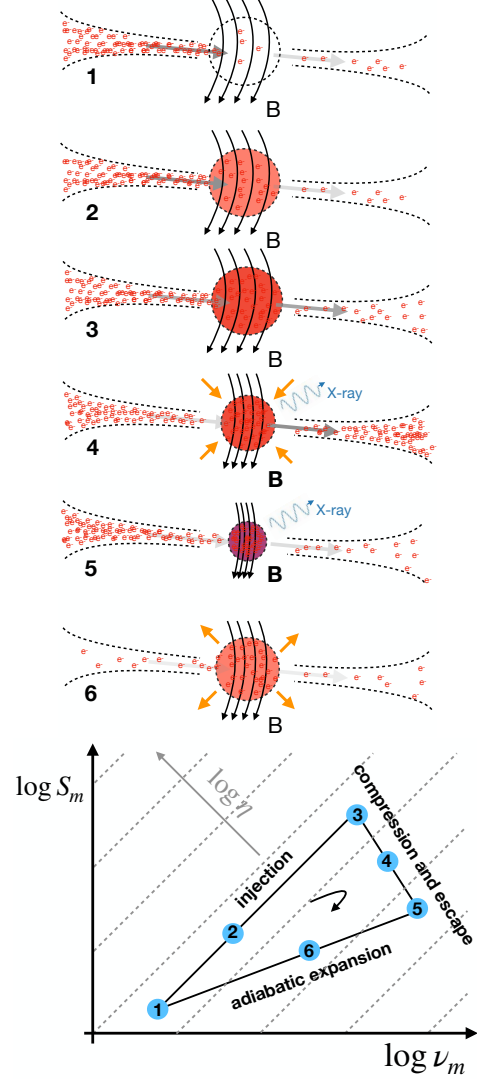 1
B
2
B
3
B
X-ray
4
B
X-ray
5
B
6
B
log S_m
log η
injection
compression and escape
adiabatic expansion
1
2
3
4
5
6
log ν_m